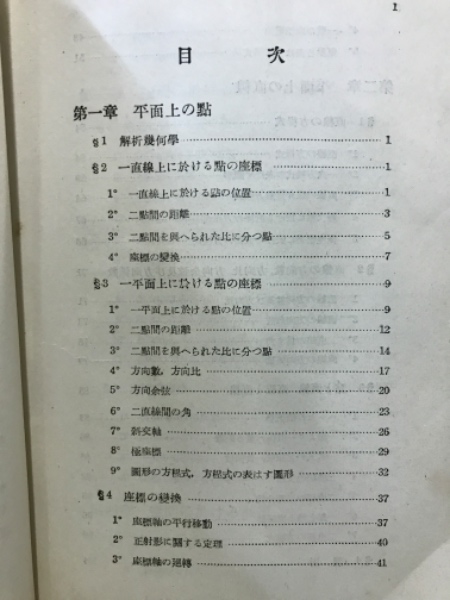 1
目 次
第一章 平面上の點
§1 解析幾何學 1
§2 一直線上に於ける點の座標 1
1° 一直線上に於ける點の位置 1
2° 二點間の距離 3
3° 二點間を與へられた比に分つ點 5
4° 座標の變換 7
§3 一平面上に於ける點の座標 9
1° 一平面上に於ける點の位置 9
2° 二點間の距離 12
3° 二點間を與へられた比に分つ點 14
4° 方向數，方向比 17
5° 方向余弦 20
6° 二直線間の角 23
7° 斜交軸 26
8° 極座標 29
9° 圖形の方程式，方程式の表はす圖形 32
§4 座標の變換 37
1° 座標軸の平行移動 37
2° 正射影に關する定理 40
3° 座標軸の廻轉 41